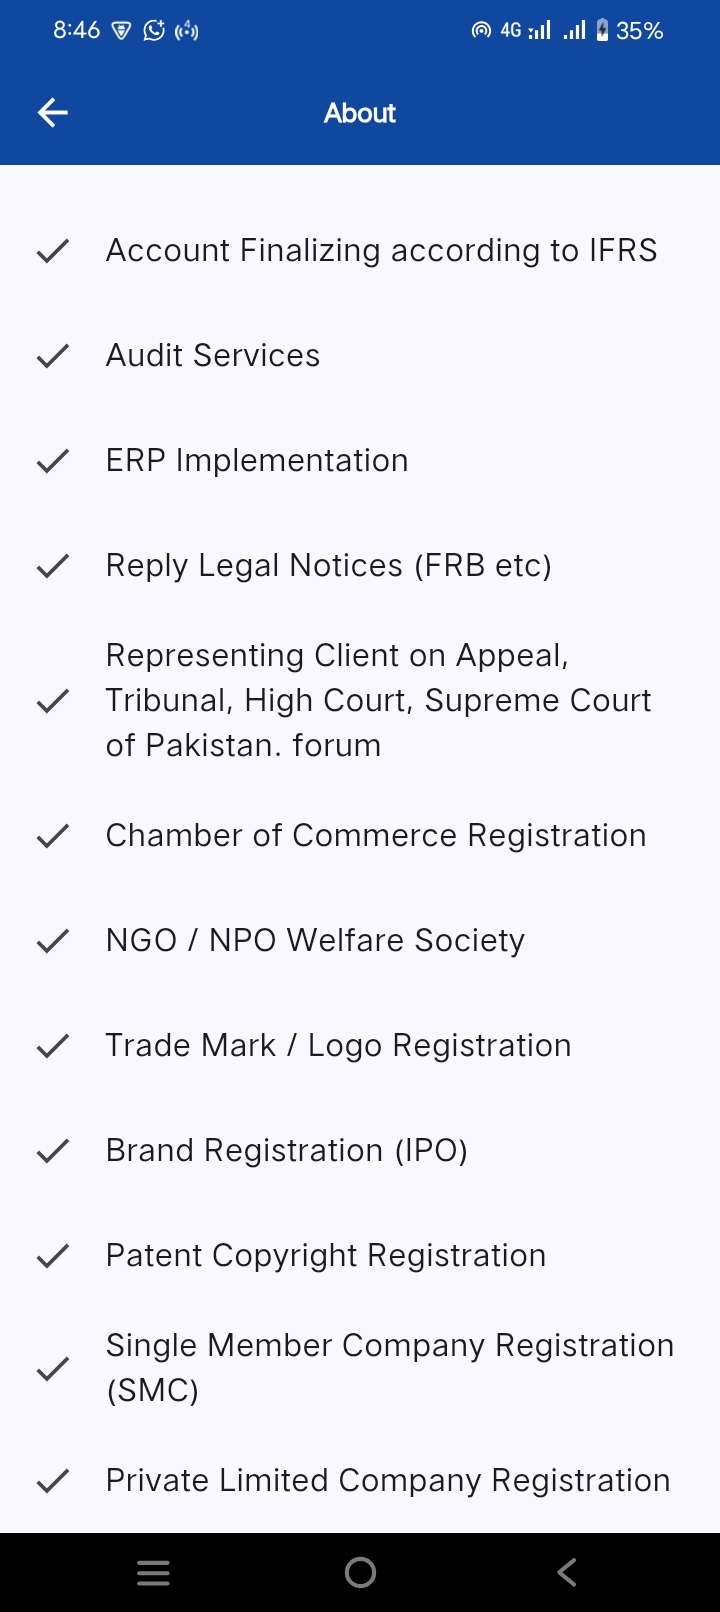 8:46 4G 35%
About
Account Finalizing according to IFRS
Audit Services
ERP Implementation
Reply Legal Notices (FRB etc)
Representing Client on Appeal,
Tribunal, High Court, Supreme Court
of Pakistan. forum
Chamber of Commerce Registration
NGO / NPO Welfare Society
Trade Mark / Logo Registration
Brand Registration (IPO)
Patent Copyright Registration
Single Member Company Registration
(SMC)
Private Limited Company Registration